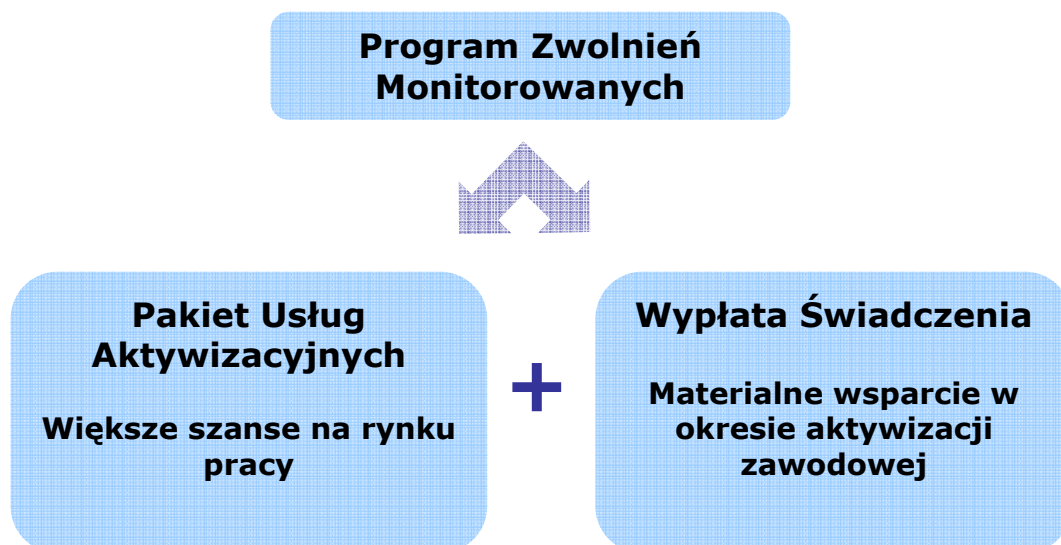 Program Zwolnień
Monitorowanych
Pakiet Usług
Aktywizacyjnych
Większe szanse na rynku
pracy
+
Wypłata Świadczenia
Materialne wsparcie w
okresie aktywizacji
zawodowej